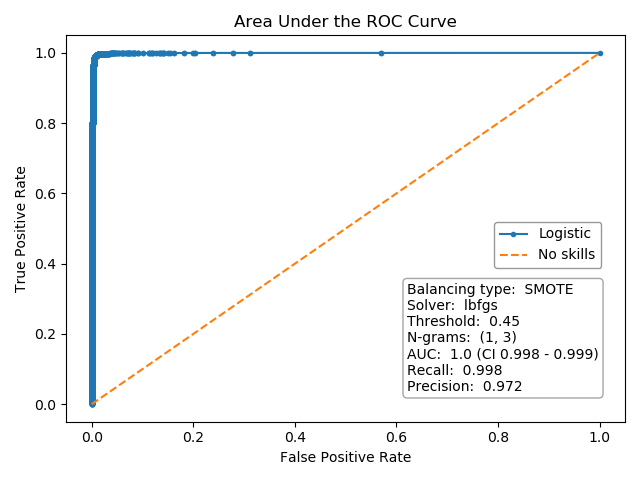 Area Under the ROC Curve
True Positive Rate
1.0
0.8
0.6
0.4
0.2
0.0
Logistic
No skills
Balancing type:  SMOTE
Solver:  lbfgs
Threshold:  0.45
N-grams:  (1, 3)
AUC:  1.0 (CI 0.998 - 0.999)
Recall:  0.998
Precision:  0.972
0.0 0.2 0.4 0.6 0.8 1.0
False Positive Rate